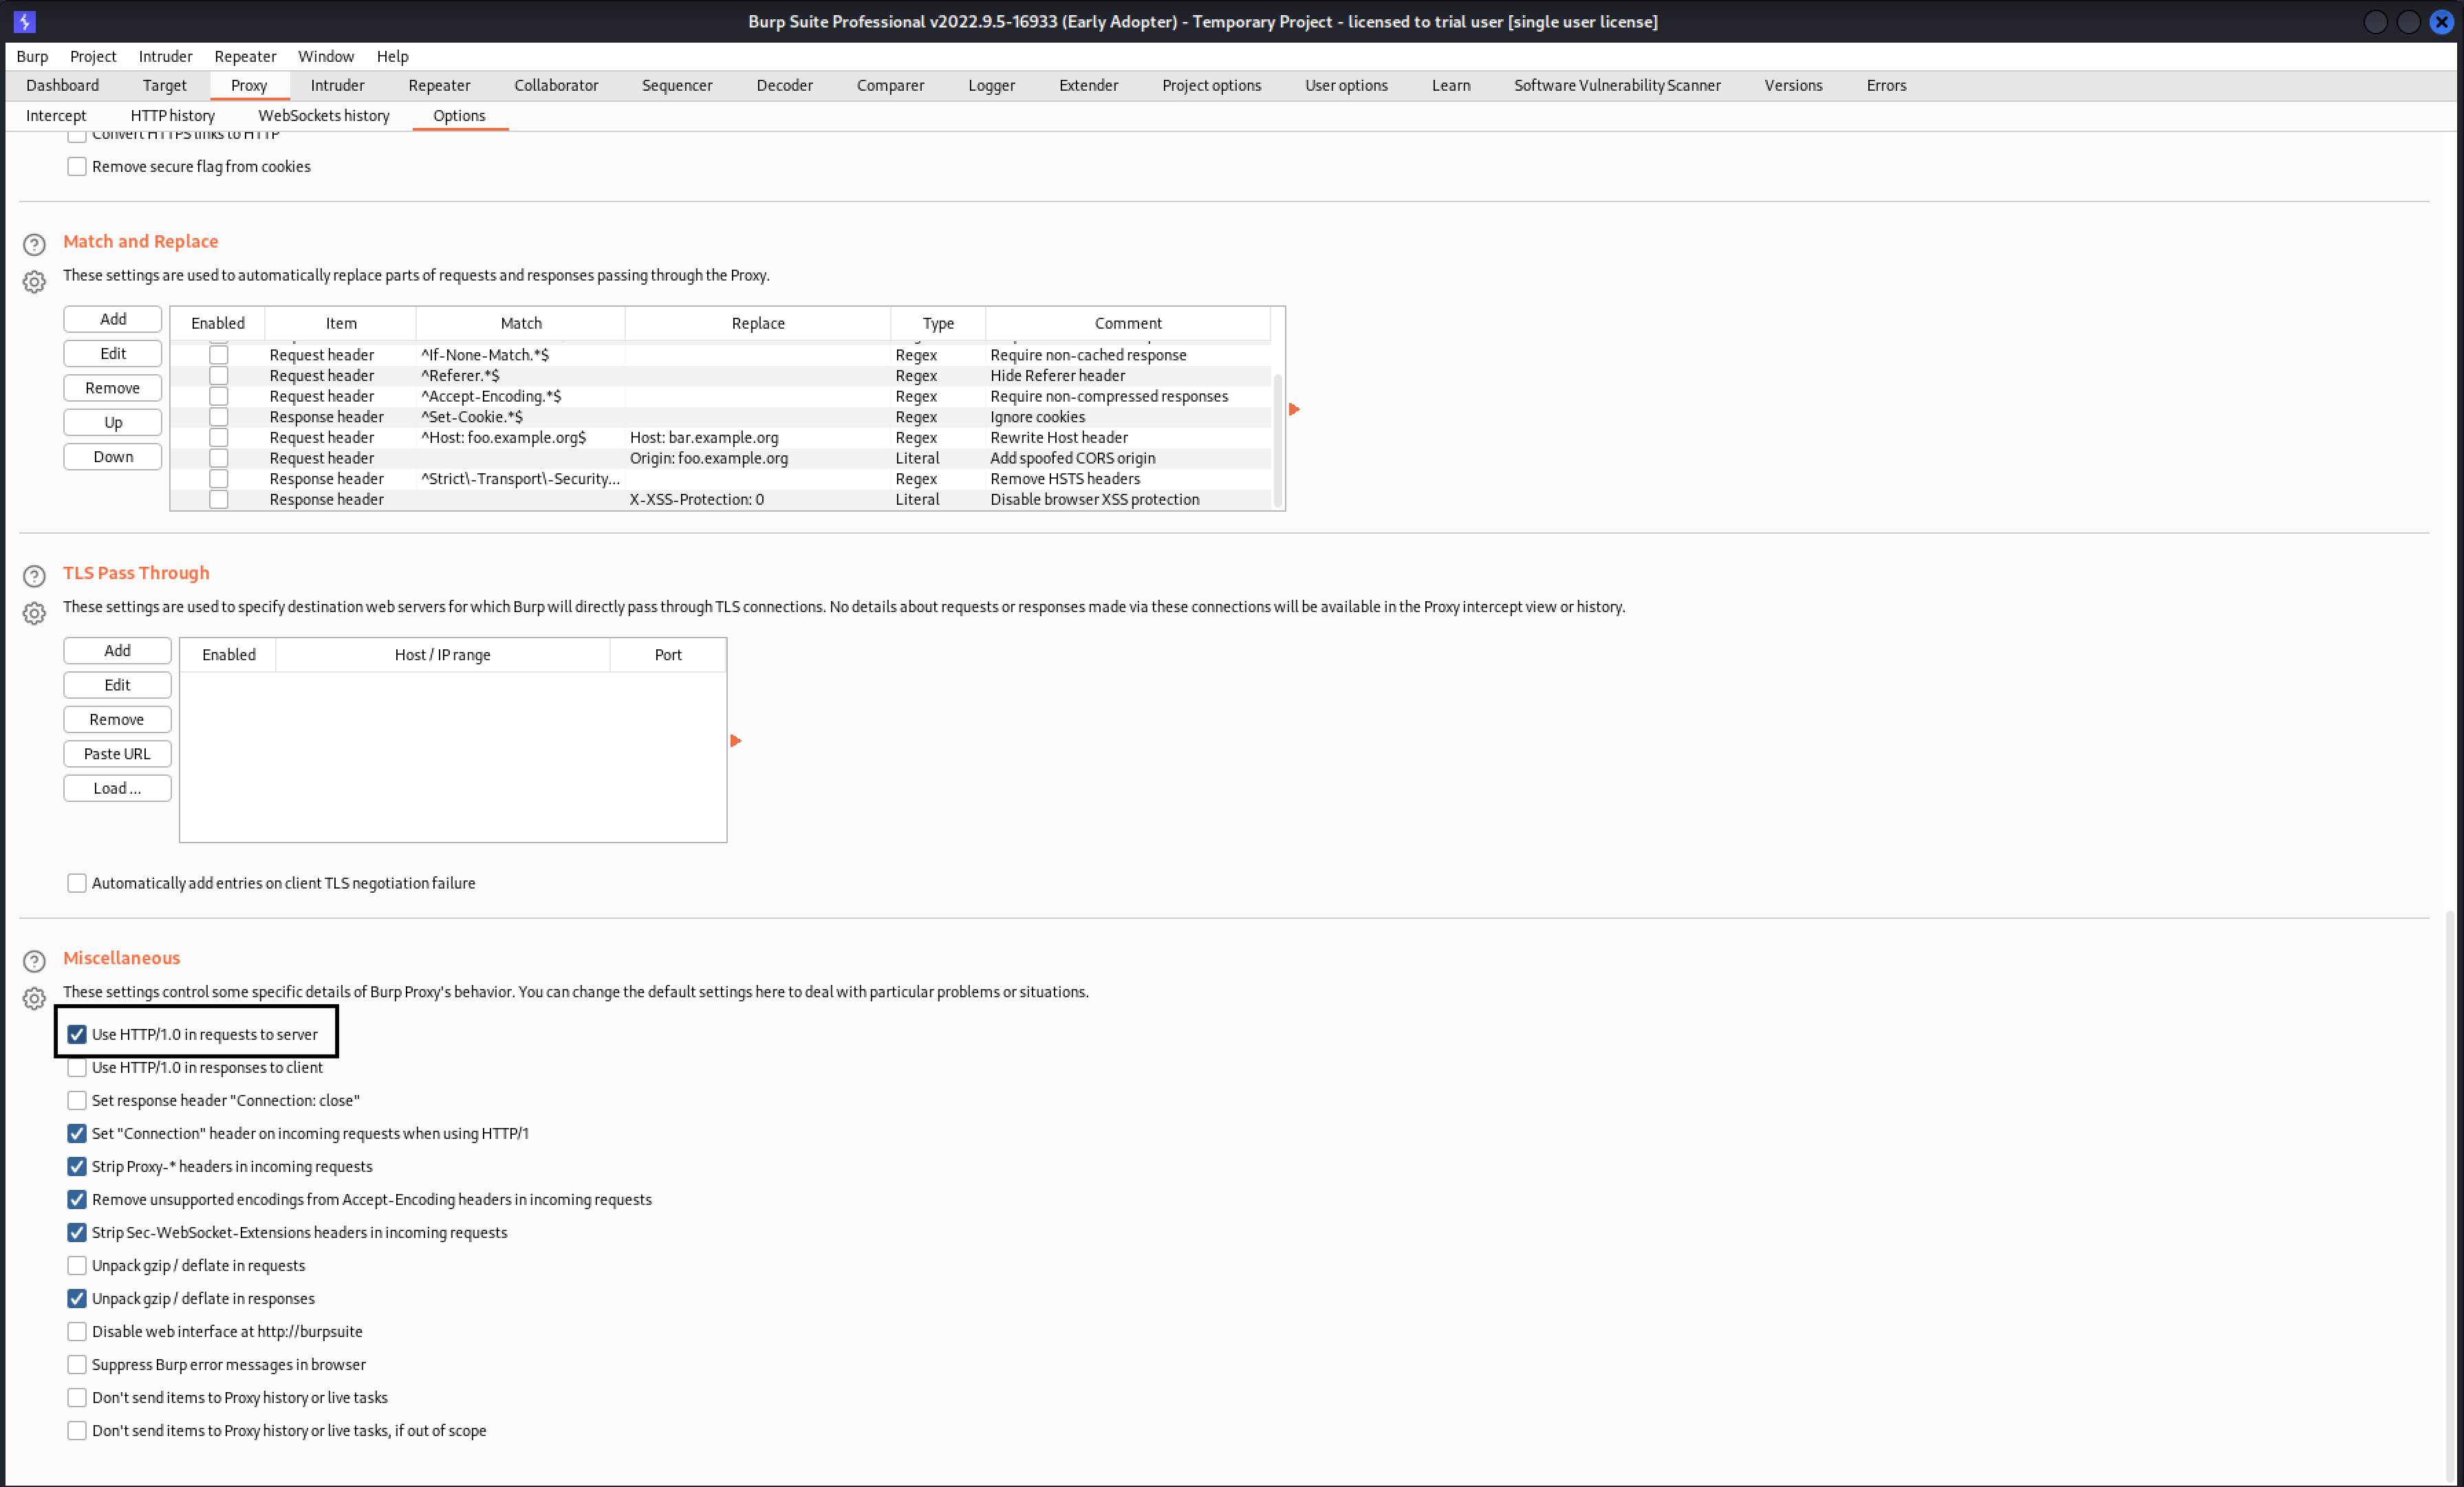 Burp Suite Professional v2022.9.5-16933 (Early Adopter) - Temporary Project - licensed to trial user [single user license]
Burp Project Intruder Repeater Window Help
Dashboard Target Proxy Intruder Repeater Collaborator Sequencer Decoder Comparer Logger Extender Project options User options Learn Software Vulnerability Scanner Versions Errors
Intercept HTTP history WebSockets history Options
Convert HTTPS links to HTTP
Remove secure flag from cookies
Match and Replace
These settings are used to automatically replace parts of requests and responses passing through the Proxy.
Add
Edit
Remove
Up
Down
Enabled Item Match Replace Type Comment
Request header ^If-None-Match.*$ Regex Require non-cached response
Request header ^Referer.*$ Regex Hide Referer header
Request header ^Accept-Encoding.*$ Regex Require non-compressed responses
Response header ^Set-Cookie.*$ Regex Ignore cookies
Request header ^Host: foo.example.org$ Host: bar.example.org Regex Rewrite Host header
Request header Origin: foo.example.org Literal Add spoofed CORS origin
Response header ^Strict\-Transport\-Security... Regex Remove HSTS headers
Response header X-XSS-Protection: 0 Literal Disable browser XSS protection
TLS Pass Through
These settings are used to specify destination web servers for which Burp will directly pass through TLS connections. No details about requests or responses made via these connections will be available in the Proxy intercept view or history.
Add
Edit
Remove
Paste URL
Load ...
Enabled Host / IP range Port
Automatically add entries on client TLS negotiation failure
Miscellaneous
These settings control some specific details of Burp Proxy's behavior. You can change the default settings here to deal with particular problems or situations.
Use HTTP/1.0 in requests to server
Use HTTP/1.0 in responses to client
Set response header "Connection: close"
Set "Connection" header on incoming requests when using HTTP/1
Strip Proxy-* headers in incoming requests
Remove unsupported encodings from Accept-Encoding headers in incoming requests
Strip Sec-WebSocket-Extensions headers in incoming requests
Unpack gzip / deflate in requests
Unpack gzip / deflate in responses
Disable web interface at http://burpsuite
Suppress Burp error messages in browser
Don't send items to Proxy history or live tasks
Don't send items to Proxy history or live tasks, if out of scope